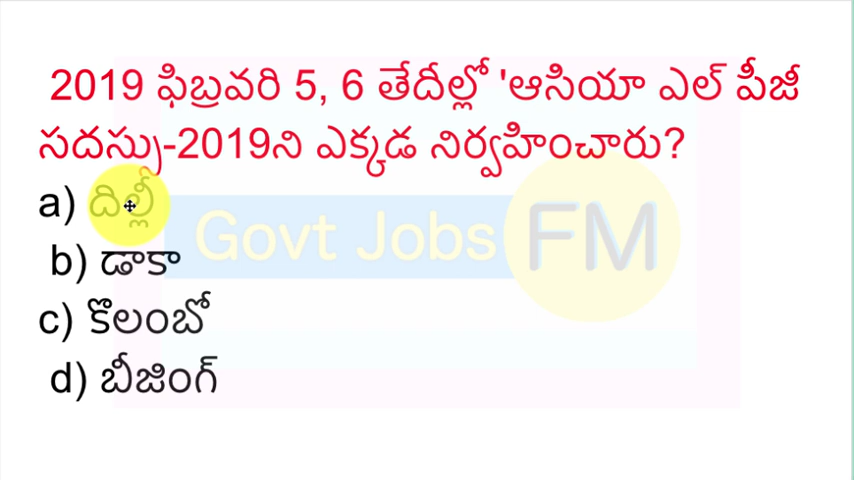 2019 ఫిబ్రవరి 5, 6 తేదీల్లో 'ఆసియా ఎల్ పీజీ
సదస్సు-2019ని ఎక్కడ నిర్వహించారు?
a) దిల్లీ
Govt Jobs FM
b) డాకా
c) కొలంబో
d) బీజింగ్